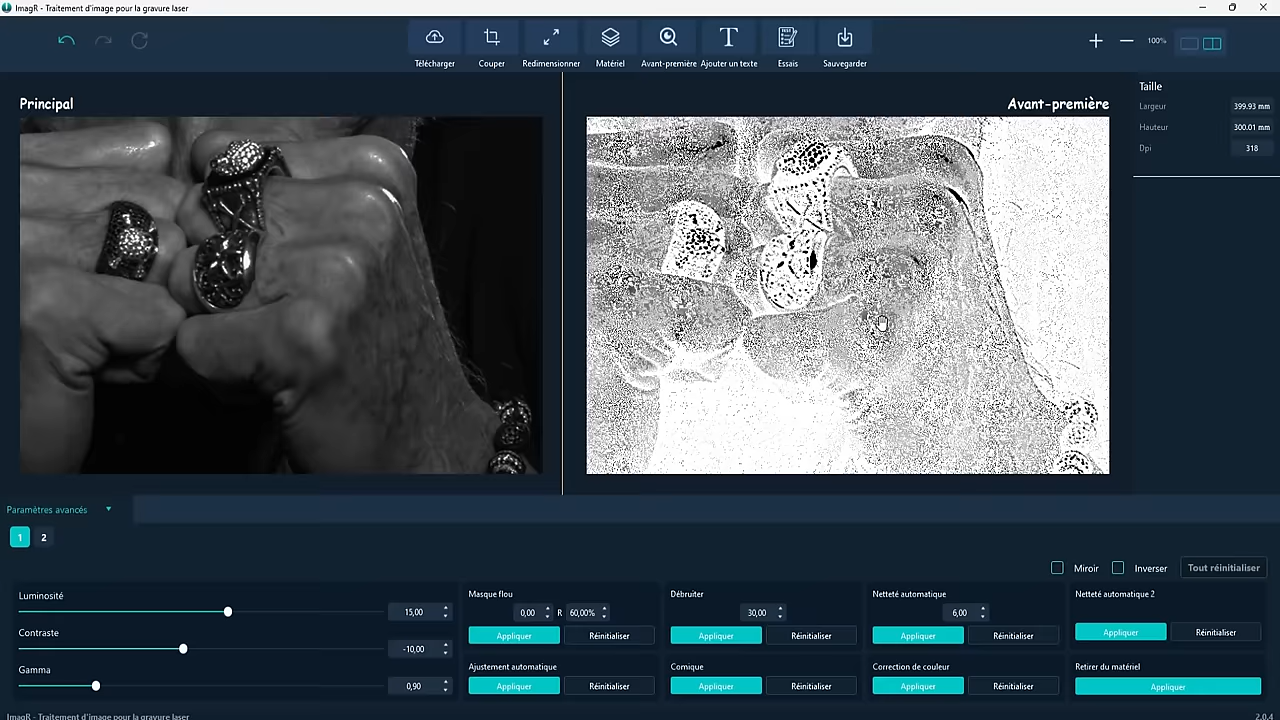 ImagR - Traitement d'image pour la gravure laser
100%
Télécharger
Couper
Redimensionner
Matériel
Avant-première
Ajouter un texte
Essais
Sauvegarder
Principal
Avant-première
Taille
Largeur 399.93 mm
Hauteur 300.01 mm
Dpi 318
Paramètres avancés
1 2
Miroir Inverser Tout réinitialiser
Luminosité 15,00
Contraste -10,00
Gamma 0,90
Masque flou
0,00 R 60,00%
Appliquer Réinitialiser
Débruiter
30,00
Appliquer Réinitialiser
Netteté automatique
6,00
Appliquer Réinitialiser
Netteté automatique 2
Appliquer Réinitialiser
Ajustement automatique
Appliquer Réinitialiser
Comique
Appliquer Réinitialiser
Correction de couleur
Appliquer Réinitialiser
Retirer du matériel
Appliquer
ImagR - Traitement d'image pour la gravure laser
2.0.4